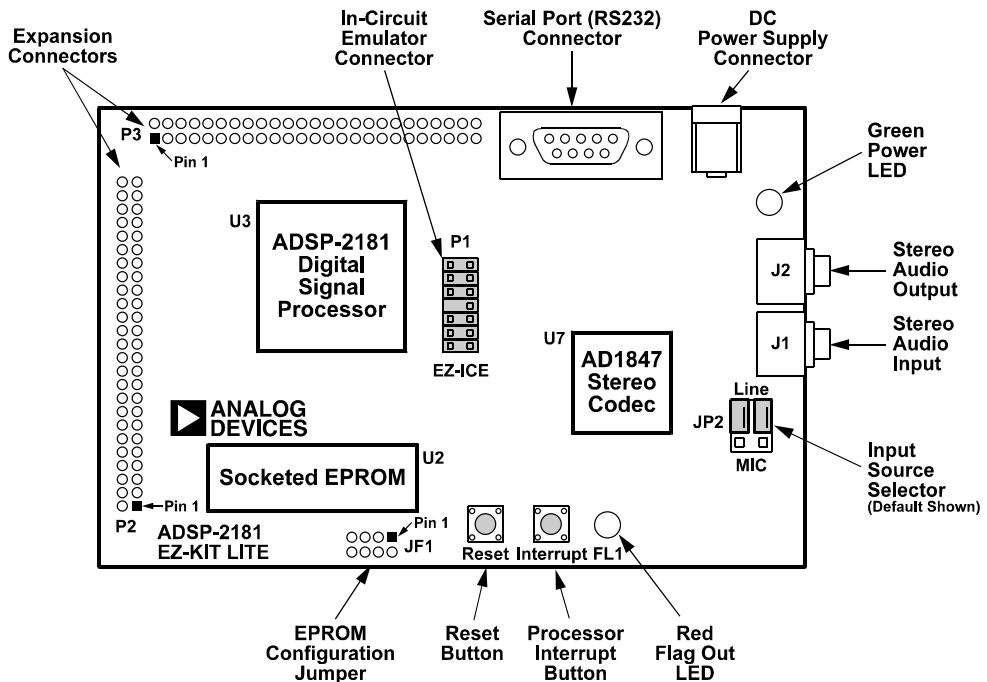 Expansion
Connectors
In-Circuit
Emulator
Connector
Serial Port (RS232)
Connector
DC
Power Supply
Connector
Green
Power
LED
P3
Pin 1
U3
ADSP-2181
Digital
Signal
Processor
P1
EZ-ICE
J2
Stereo
Audio
Output
J1
Stereo
Audio
Input
U7
AD1847
Stereo
Codec
Line
JP2
MIC
Input
Source
Selector
(Default Shown)
ANALOG
DEVICES
U2
Socketed EPROM
Pin 1
P2
ADSP-2181
EZ-KIT LITE
Pin 1
JF1
Reset
Interrupt
FL1
EPROM
Configuration
Jumper
Reset
Button
Processor
Interrupt
Button
Red
Flag Out
LED